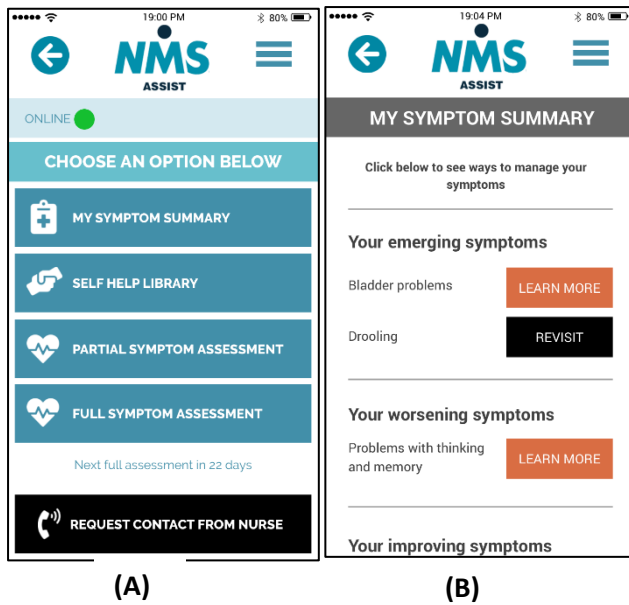 19:00 PM 80%
NMS
ASSIST
ONLINE
CHOOSE AN OPTION BELOW
MY SYMPTOM SUMMARY
SELF HELP LIBRARY
PARTIAL SYMPTOM ASSESSMENT
FULL SYMPTOM ASSESSMENT
Next full assessment in 22 days
REQUEST CONTACT FROM NURSE
(A)
19:04 PM 80%
NMS
ASSIST
MY SYMPTOM SUMMARY
Click below to see ways to manage your
symptoms
Your emerging symptoms
Bladder problems LEARN MORE
Drooling REVISIT
Your worsening symptoms
Problems with thinking
and memory LEARN MORE
Your improving symptoms
(B)